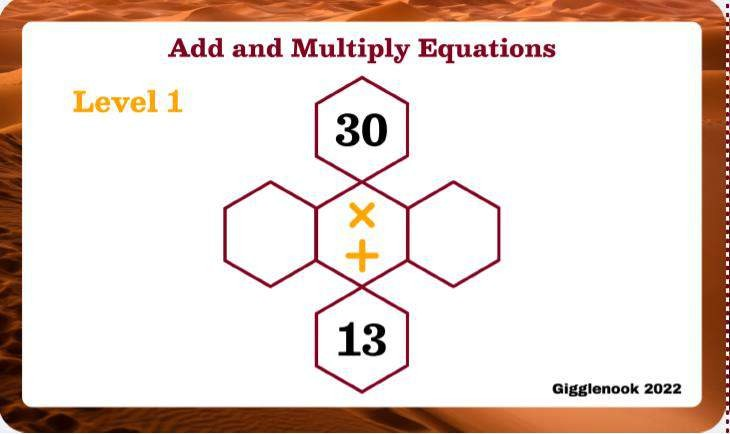 Add and Multiply Equations
Level 1
30
×
+
13
Gigglenook 2022